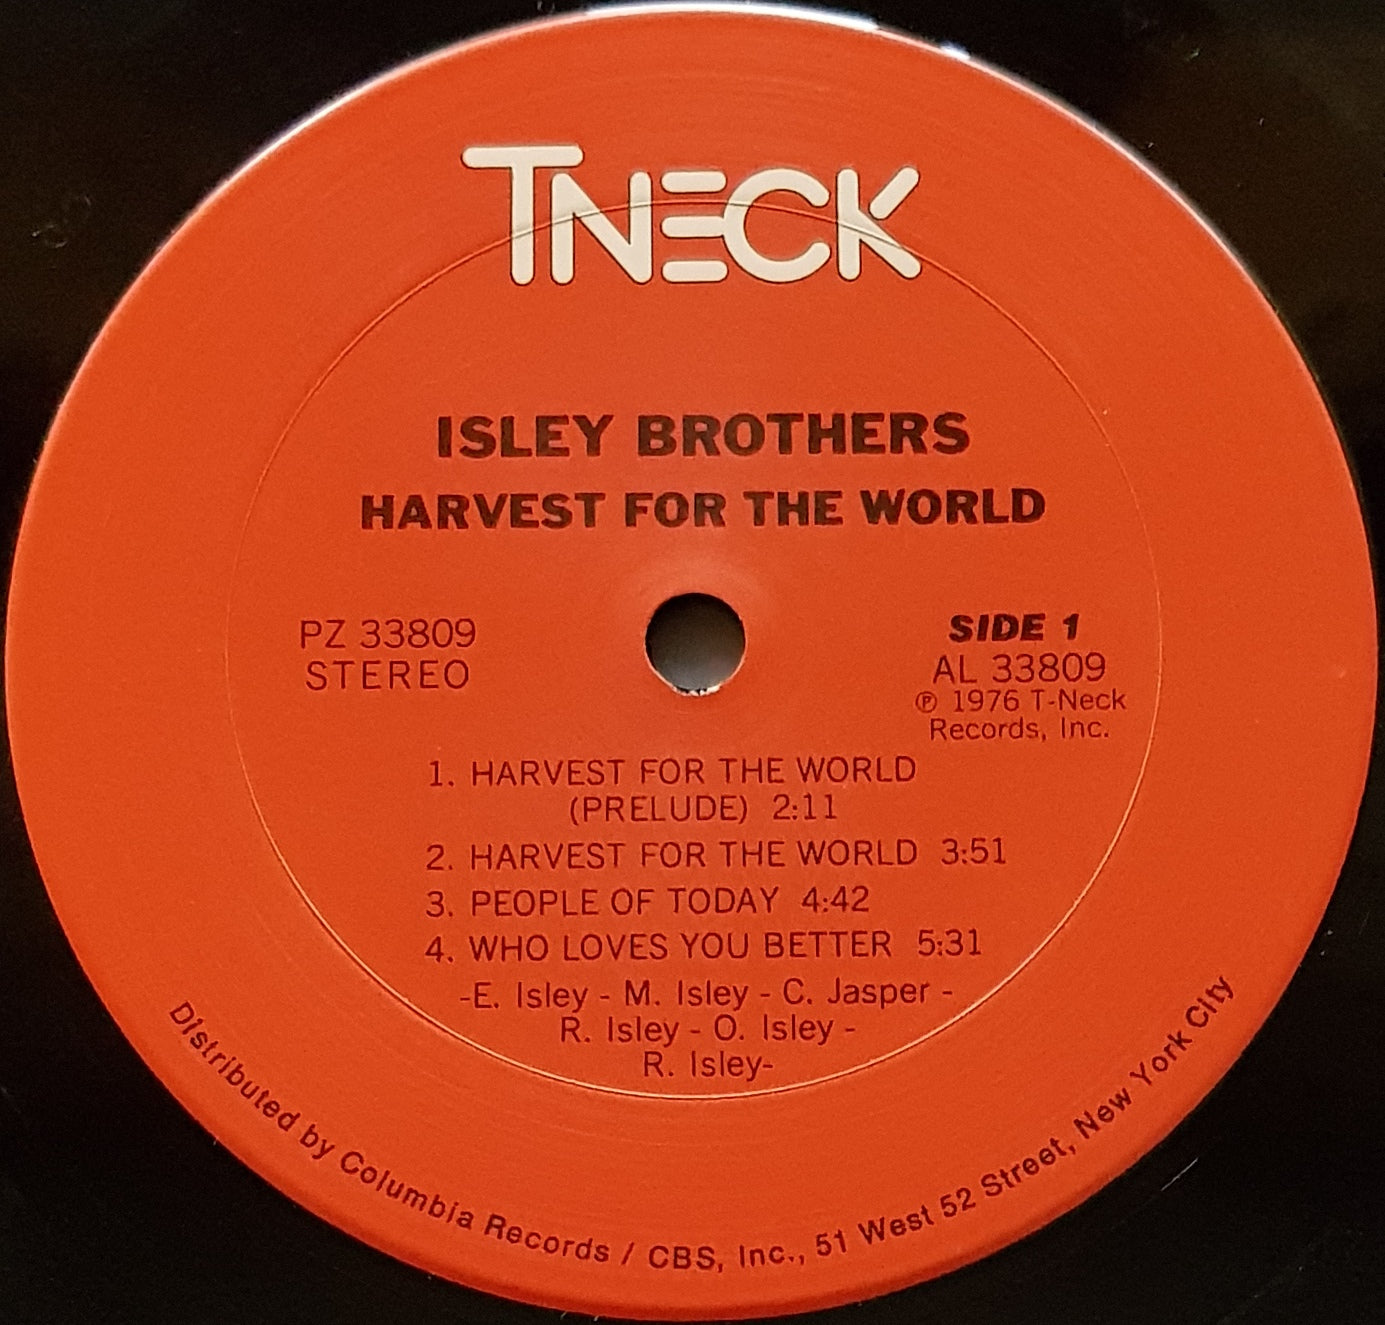 TNECK
ISLEY BROTHERS
HARVEST FOR THE WORLD
PZ 33809
STEREO
SIDE 1
AL 33809
℗ 1976 T-Neck
Records, Inc.
1. HARVEST FOR THE WORLD
(PRELUDE) 2:11
2. HARVEST FOR THE WORLD 3:51
3. PEOPLE OF TODAY 4:42
4. WHO LOVES YOU BETTER 5:31
-E. Isley - M. Isley - C. Jasper -
R. Isley - O. Isley -
R. Isley-
Distributed by Columbia Records / CBS, Inc., 51 West 52 Street, New York City